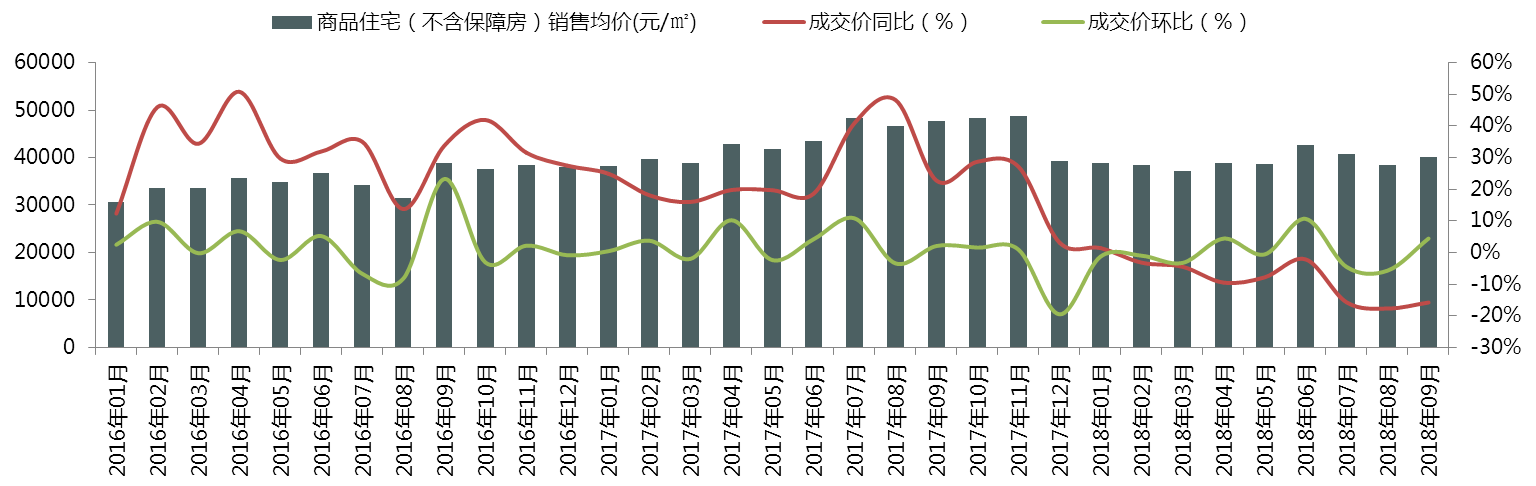 商品住宅（不含保障房）销售均价(元/㎡)
成交价同比（%）
成交价环比（%）
60000
50000
40000
30000
20000
10000
0
60%
50%
40%
30%
20%
10%
0%
-10%
-20%
-30%
2016年01月
2016年02月
2016年03月
2016年04月
2016年05月
2016年06月
2016年07月
2016年08月
2016年09月
2016年10月
2016年11月
2016年12月
2017年01月
2017年02月
2017年03月
2017年04月
2017年05月
2017年06月
2017年07月
2017年08月
2017年09月
2017年10月
2017年11月
2017年12月
2018年01月
2018年02月
2018年03月
2018年04月
2018年05月
2018年06月
2018年07月
2018年08月
2018年09月